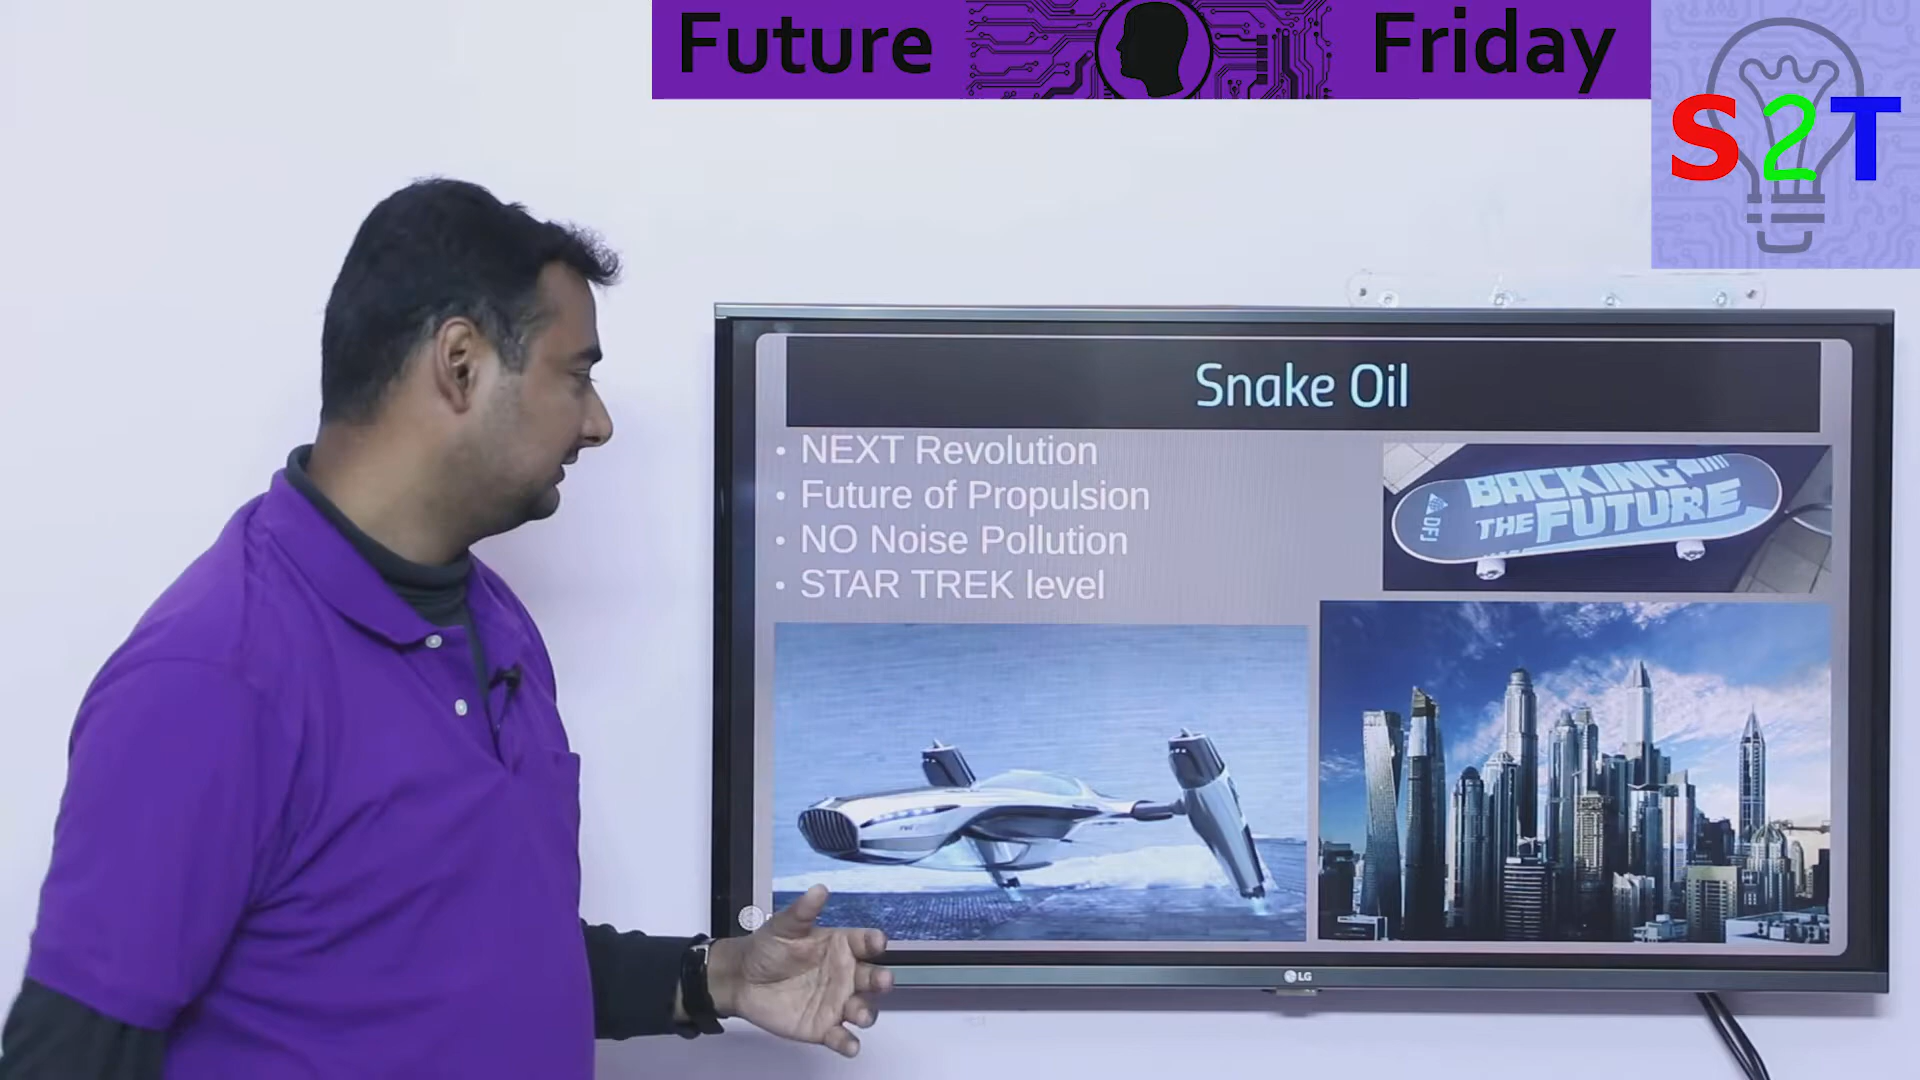 Future Friday
S2T
Snake Oil
• NEXT Revolution
• Future of Propulsion
• NO Noise Pollution
• STAR TREK level
BACKING
THE FUTURE
DFJ
LG